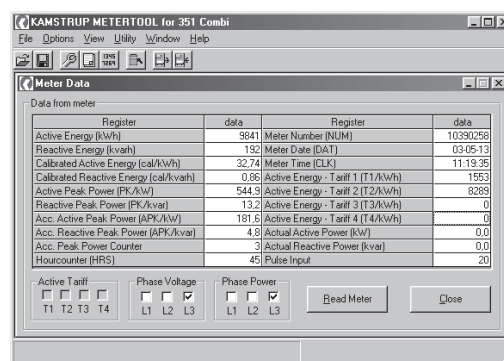 KAMSTRUP METERTOOL for 351 Combi
File Options View Utility Window Help
Meter Data
Data from meter
Register data Register data
Active Energy (kWh) 9841 Meter Number (NUM) 10390258
Reactive Energy (kvarh) 192 Meter Date (DAT) 03-05-13
Calibrated Active Energy (cal/kWh) 32,74 Meter Time (CLK) 11:19:35
Calibrated Reactive Energy (cal/kvarh) 0,86 Active Energy - Tariff 1 (T1/kWh) 1553
Active Peak Power (PK/kW) 544,9 Active Energy - Tariff 2 (T2/kWh) 8289
Reactive Peak Power (PK/kvar) 13,2 Active Energy - Tariff 3 (T3/kWh) 0
Acc. Active Peak Power (APK/kW) 181,6 Active Energy - Tariff 4 (T4/kWh) 0
Acc. Reactive Peak Power (APK/kvar) 4,8 Actual Active Power (kW) 0,0
Acc. Peak Power Counter 3 Actual Reactive Power (kvar) 0,0
Hourcounter (HRS) 45 Pulse Input 20
Active Tariff Phase Voltage Phase Power
Read Meter Close
T1 T2 T3 T4 L1 L2 L3 L1 L2 L3